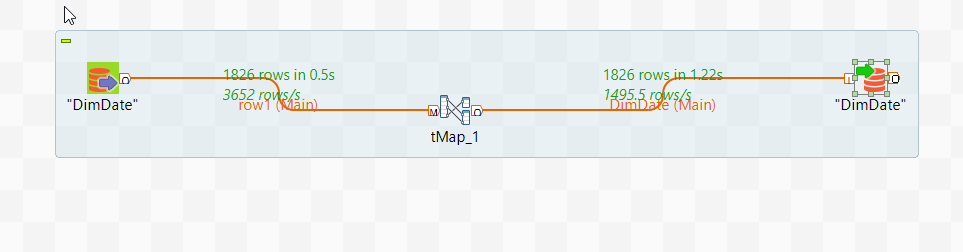 1826 rows in 0.5s
3652 rows/s
row1 (Main)
"DimDate"
M
O
tMap_1
1826 rows in 1.22s
1495.5 rows/s
DimDate (Main)
O
"DimDate"